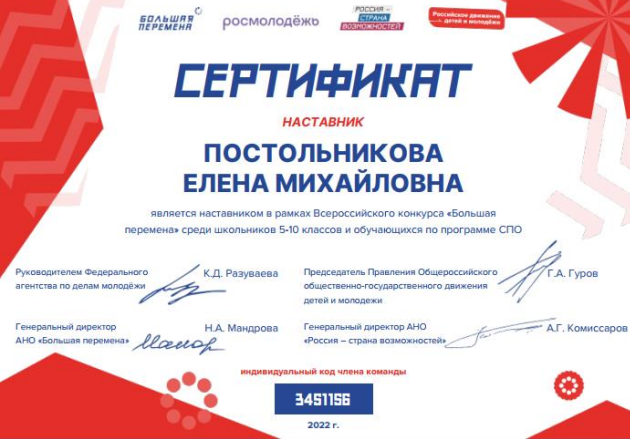 БОЛЬШАЯ
ПЕРЕМЕНА
росмолодёжь
РОССИЯ –
СТРАНА
ВОЗМОЖНОСТЕЙ
Российское движение
детей и молодёжи
СЕРТИФИКАТ
НАСТАВНИК
ПОСТОЛЬНИКОВА
ЕЛЕНА МИХАЙЛОВНА
является наставником в рамках Всероссийского конкурса «Большая
перемена» среди школьников 5-10 классов и обучающихся по программе СПО
Руководителем Федерального
агентства по делам молодёжи
К.Д. Разуваева
Председатель Правления Общероссийского
общественно-государственного движения
детей и молодежи
Г.А. Гуров
Генеральный директор
АНО «Большая перемена»
Н.А. Мандрова
Генеральный директор АНО
«Россия – страна возможностей»
А.Г. Комиссаров
индивидуальный код члена команды
3451156
2022 г.